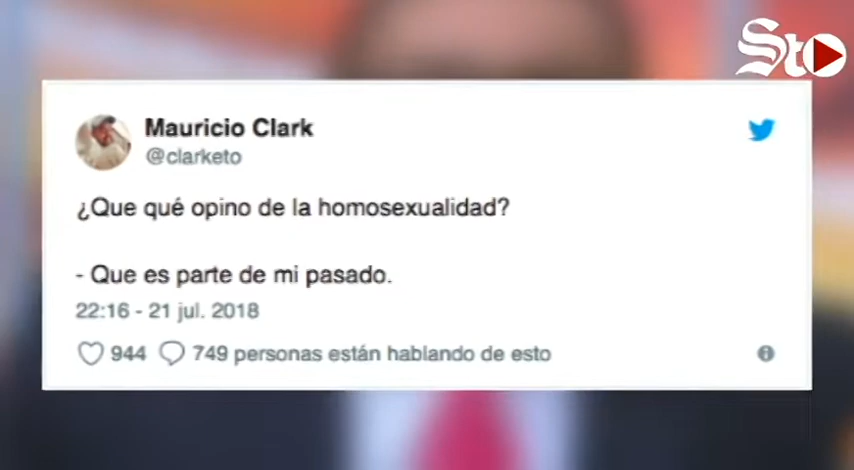 Sto
Mauricio Clark
@clarketo
¿Que qué opino de la homosexualidad?
- Que es parte de mi pasado.
22:16 - 21 jul. 2018
944 749 personas están hablando de esto